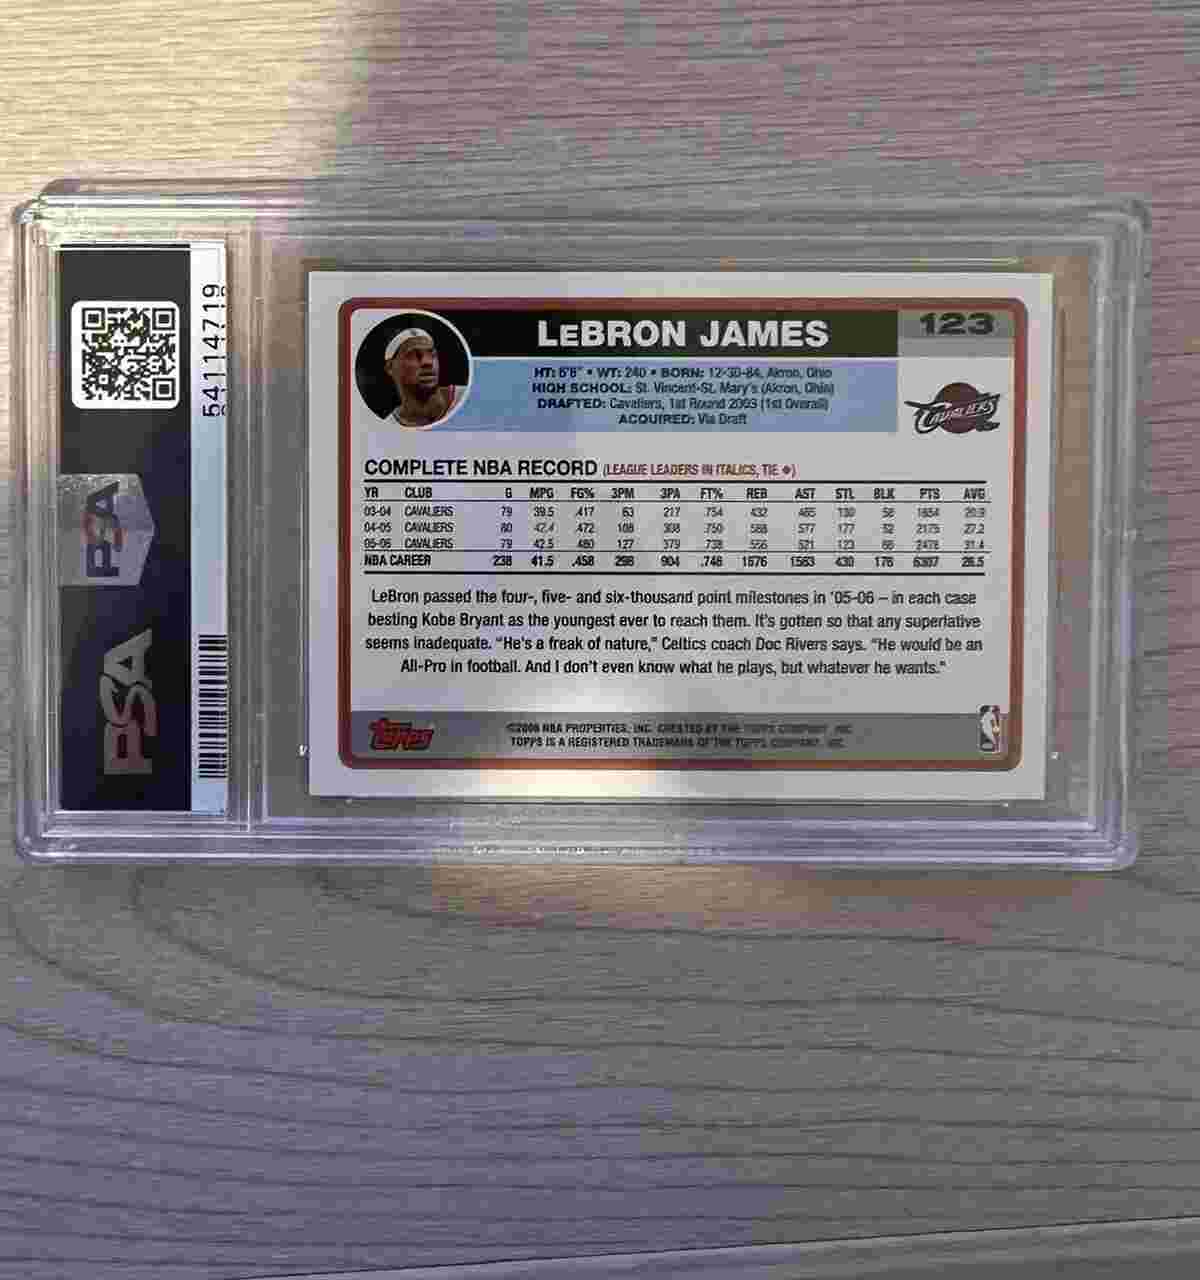 54114719
PSA
PSA
LEBRON JAMES
123
HT: 6'8" • WT: 240 • BORN: 12-30-84, Akron, Ohio
HIGH SCHOOL: St. Vincent-St. Mary's (Akron, Ohio)
DRAFTED: Cavaliers, 1st Round 2003 (1st Overall)
ACQUIRED: Via Draft
CAVALIERS
COMPLETE NBA RECORD (LEAGUE LEADERS IN ITALICS, TIE ◆)
YR CLUB G MPG FG% 3PM 3PA FT% REB AST STL BLK PTS AVG
03-04 CAVALIERS 79 39.5 .417 63 217 .754 432 465 130 58 1654 20.9
04-05 CAVALIERS 80 42.4 .472 108 308 .750 588 577 177 52 2175 27.2
05-06 CAVALIERS 79 42.5 .480 127 379 .738 556 521 123 66 2478 31.4
NBA CAREER 238 41.5 .458 298 904 .748 1576 1563 430 176 6307 26.5
LeBron passed the four-, five- and six-thousand point milestones in '05-06 – in each case
besting Kobe Bryant as the youngest ever to reach them. It's gotten so that any superlative
seems inadequate. "He's a freak of nature," Celtics coach Doc Rivers says. "He would be an
All-Pro in football. And I don't even know what he plays, but whatever he wants."
Topps
©2006 NBA PROPERTIES, INC. CREATED BY THE TOPPS COMPANY, INC.
TOPPS IS A REGISTERED TRADEMARK OF THE TOPPS COMPANY, INC.